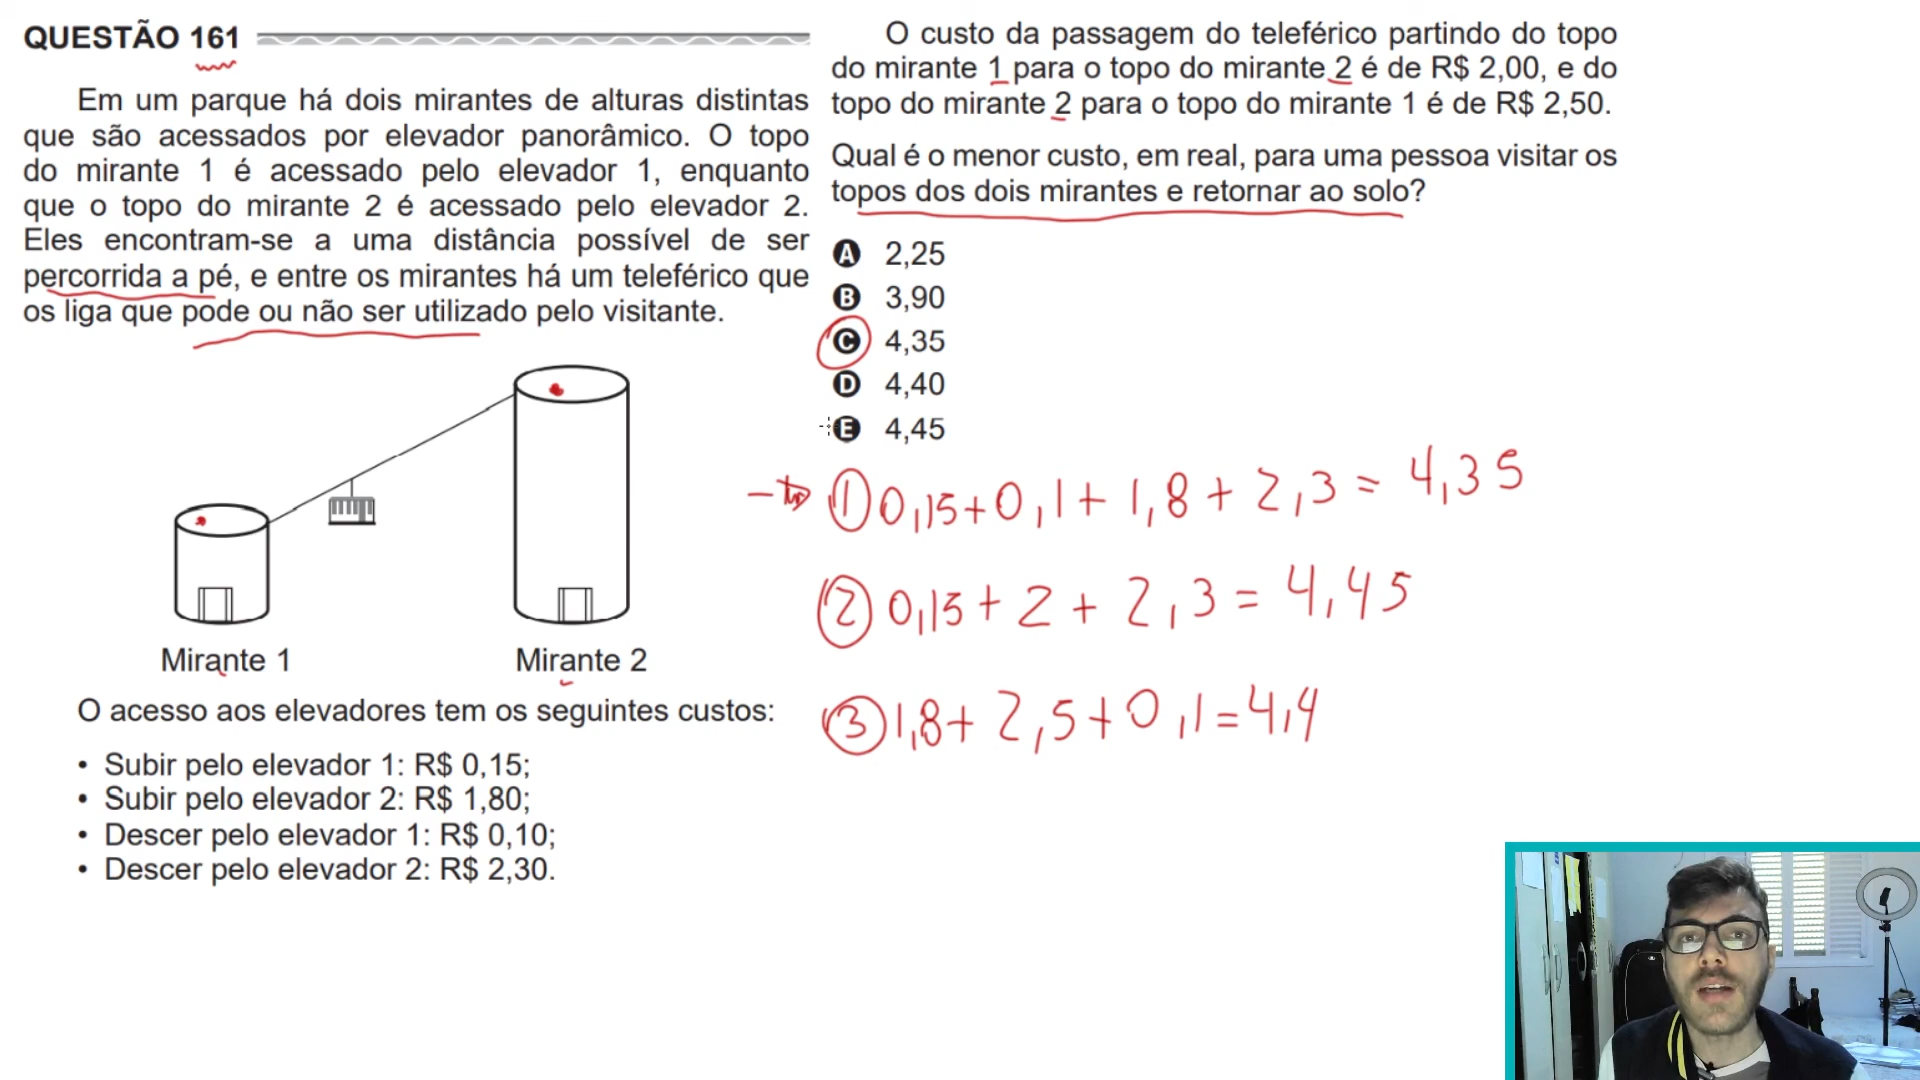 QUESTÃO 161
Em um parque há dois mirantes de alturas distintas
que são acessados por elevador panorâmico. O topo
do mirante 1 é acessado pelo elevador 1, enquanto
que o topo do mirante 2 é acessado pelo elevador 2.
Eles encontram-se a uma distância possível de ser
percorrida a pé, e entre os mirantes há um teleférico que
os liga que pode ou não ser utilizado pelo visitante.
Mirante 1
Mirante 2
O acesso aos elevadores tem os seguintes custos:
• Subir pelo elevador 1: R$ 0,15;
• Subir pelo elevador 2: R$ 1,80;
• Descer pelo elevador 1: R$ 0,10;
• Descer pelo elevador 2: R$ 2,30.
O custo da passagem do teleférico partindo do topo
do mirante 1 para o topo do mirante 2 é de R$ 2,00, e do
topo do mirante 2 para o topo do mirante 1 é de R$ 2,50.
Qual é o menor custo, em real, para uma pessoa visitar os
topos dos dois mirantes e retornar ao solo?
A 2,25
B 3,90
C 4,35
D 4,40
E 4,45
① 0,15+0,1+1,8+2,3= 4,35
② 0,15+2+2,3= 4,45
③ 1,8+2,5+0,1=4,4